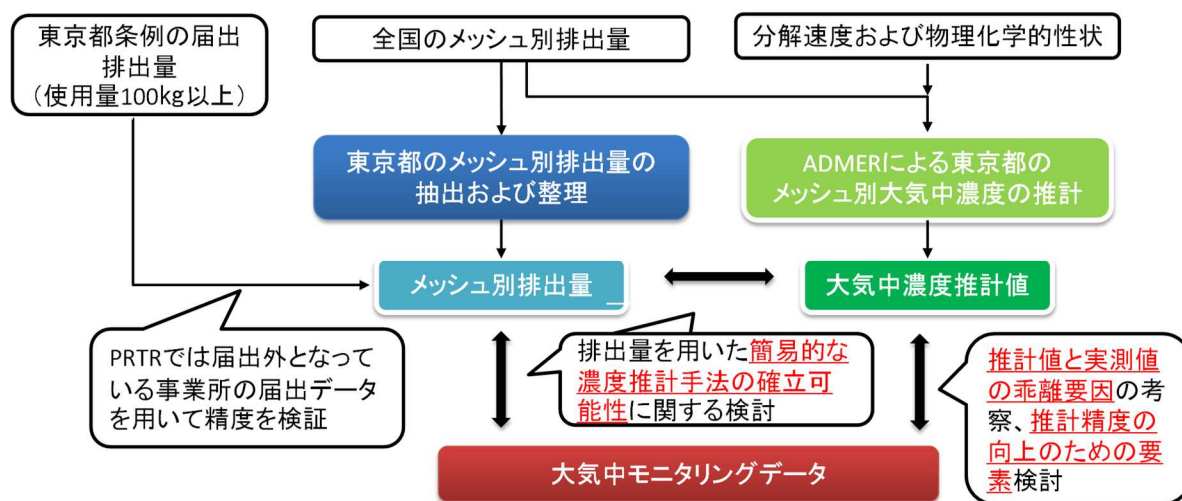 東京都条例の届出
排出量
（使用量100kg以上）
全国のメッシュ別排出量
分解速度および物理化学的性状
東京都のメッシュ別排出量の
抽出および整理
ADMERによる東京都の
メッシュ別大気中濃度の推計
メッシュ別排出量
大気中濃度推計値
PRTRでは届出外となって
いる事業所の届出データ
を用いて精度を検証
排出量を用いた簡易的な
濃度推計手法の確立可
能性に関する検討
推計値と実測値
の乖離要因の考
察、推計精度の
向上のための要
素検討
大気中モニタリングデータ